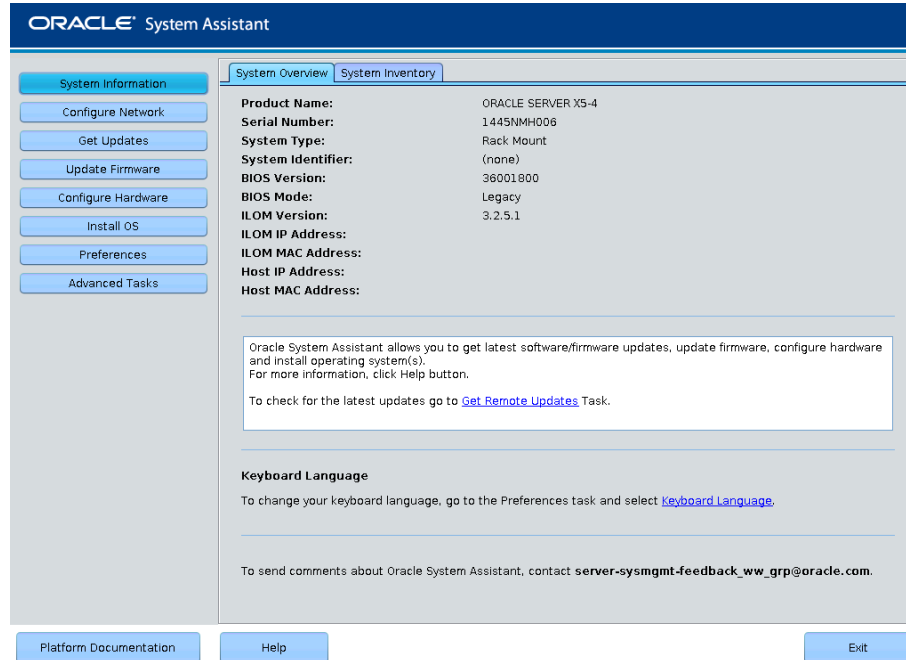 ORACLE System Assistant
System Information
Configure Network
Get Updates
Update Firmware
Configure Hardware
Install OS
Preferences
Advanced Tasks
System Overview System Inventory
Product Name: ORACLE SERVER X5-4
Serial Number: 1445NMH006
System Type: Rack Mount
System Identifier: (none)
BIOS Version: 36001800
BIOS Mode: Legacy
ILOM Version: 3.2.5.1
ILOM IP Address:
ILOM MAC Address:
Host IP Address:
Host MAC Address:
Oracle System Assistant allows you to get latest software/firmware updates, update firmware, configure hardware
and install operating system(s).
For more information, click Help button.
To check for the latest updates go to Get Remote Updates Task.
Keyboard Language
To change your keyboard language, go to the Preferences task and select Keyboard Language.
To send comments about Oracle System Assistant, contact server-sysmgmt-feedback_ww_grp@oracle.com.
Platform Documentation
Help
Exit